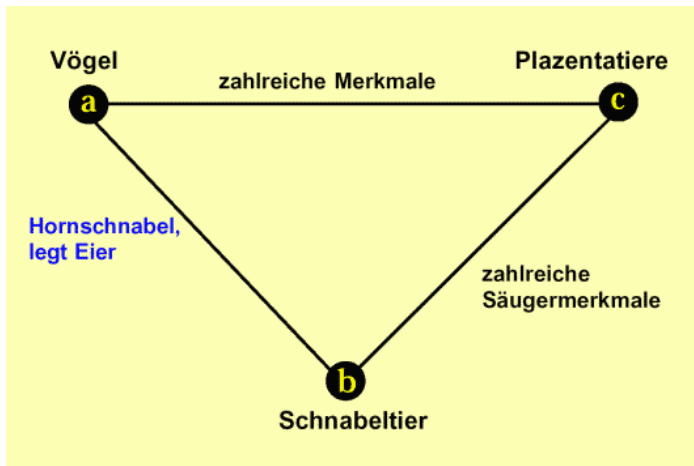 Vögel
Plazentatiere
zahlreiche Merkmale
a
c
Hornschnabel,
legt Eier
zahlreiche
Säugermerkmale
b
Schnabeltier